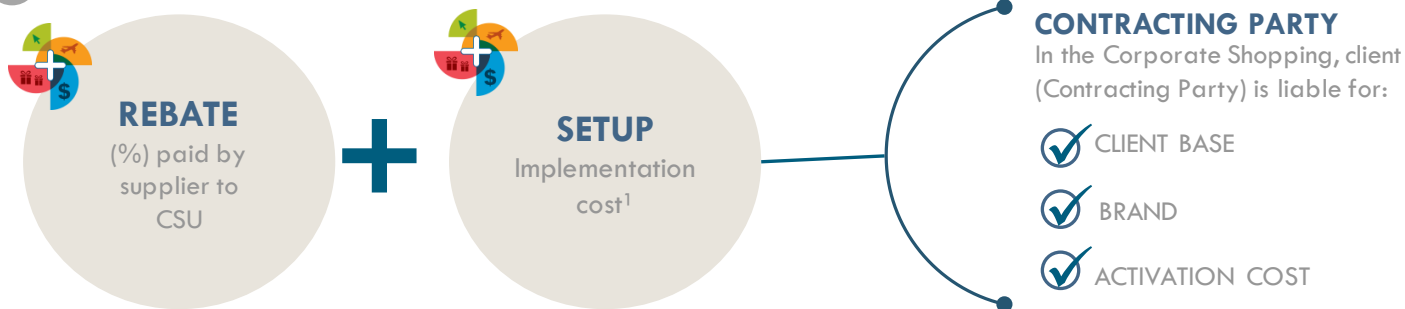 REBATE
(%) paid by
supplier to
CSU
SETUP
Implementation
cost¹
$
$
CONTRACTING PARTY
In the Corporate Shopping, client
(Contracting Party) is liable for:
CLIENT BASE
BRAND
ACTIVATION COST